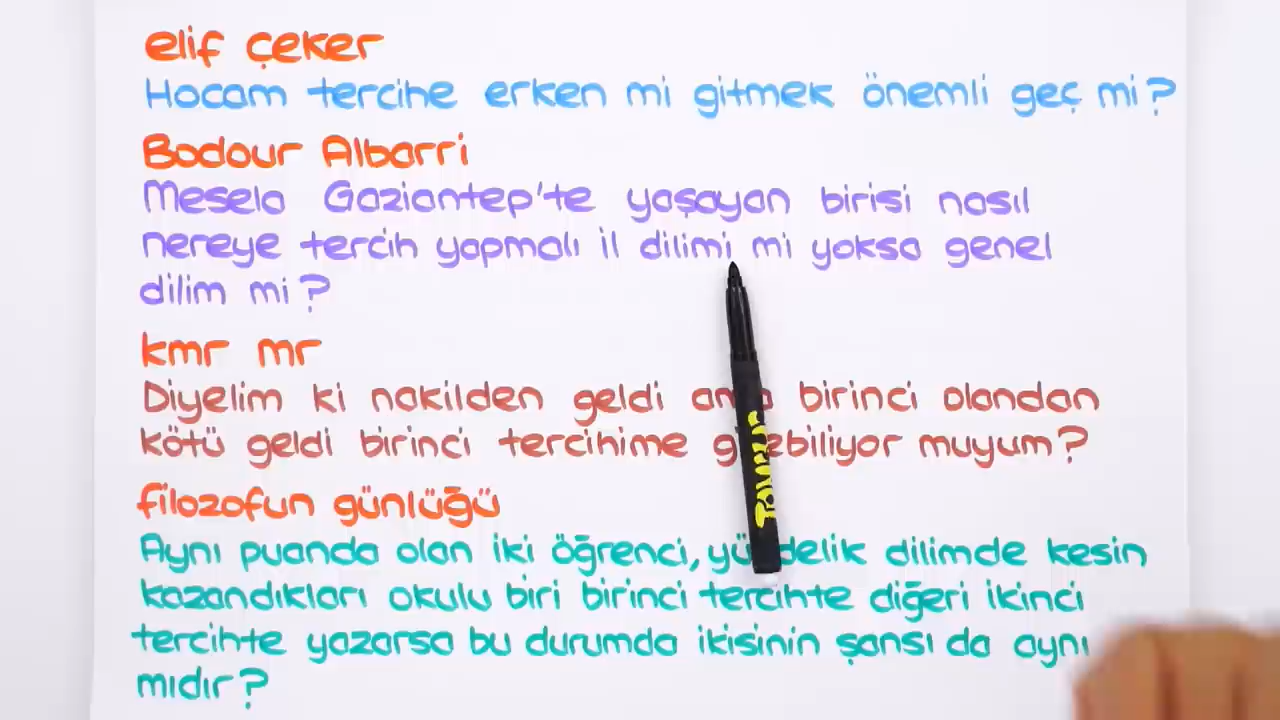 elif çeker
Hocam tercihe erken mi gitmek önemli geç mi?
Bodour Albarri
Mesela Gaziantep'te yaşayan birisi nasıl
nereye tercih yapmalı il dilimi mi yoksa genel
dilim mi?
kmr mr
Diyelim ki nakilden geldi ama birinci olandan
kötü geldi birinci tercihime girebiliyor muyum?
filozofun günlüğü
Aynı puanda olan iki öğrenci, yüzdelik dilimde kesin
kazandıkları okulu biri birinci tercihte diğeri ikinci
tercihte yazarsa bu durumda ikisinin şansı da aynı
mıdır?